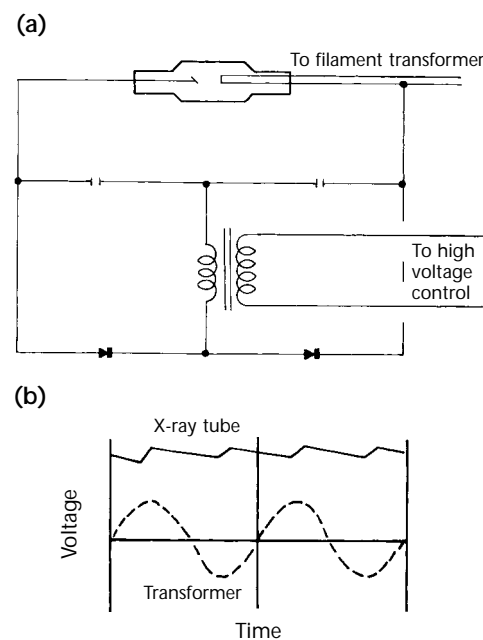 (a)
To filament transformer
To high
voltage
control
(b)
X-ray tube
Voltage
Transformer
Time